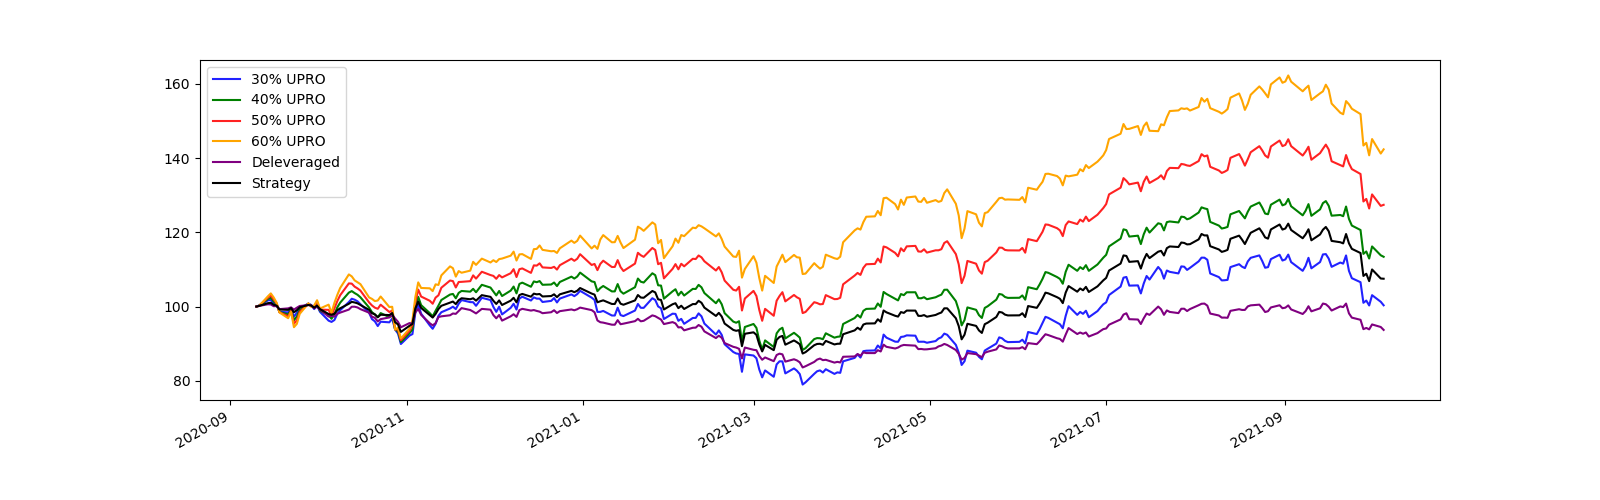 30% UPRO
40% UPRO
50% UPRO
60% UPRO
Deleveraged
Strategy
160
140
120
100
80
2020-09
2020-11
2021-01
2021-03
2021-05
2021-07
2021-09